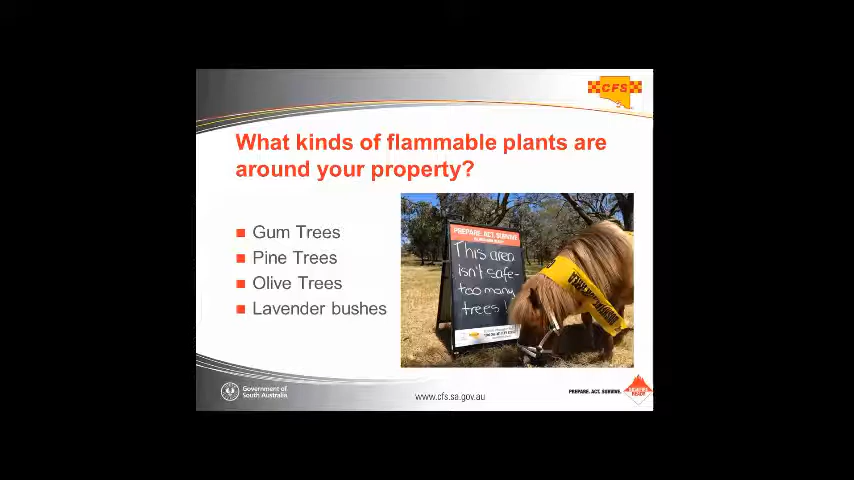 CFS
What kinds of flammable plants are
around your property?
Gum Trees
Pine Trees
Olive Trees
Lavender bushes
PREPARE. ACT. SURVIVE.
This area
isn't safe-
too many
trees!
Government of
South Australia
www.cfs.sa.gov.au
PREPARE. ACT. SURVIVE.